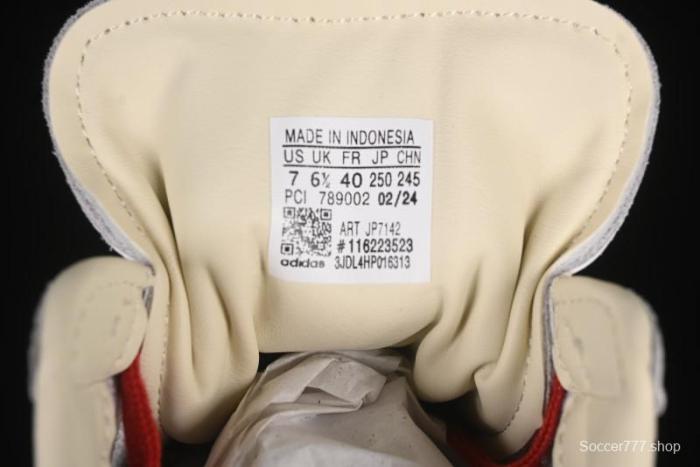 MADE IN INDONESIA
US UK FR JP CHN
7 6½ 40 250 245
PCI 789002 02/24
ART JP7142
#116223523
adidas 3JDL4HP016313
Soccer777.shop